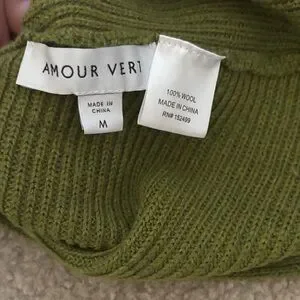 AMOUR VERT
MADE IN
CHINA
M
100% WOOL
MADE IN CHINA
RN# 152499